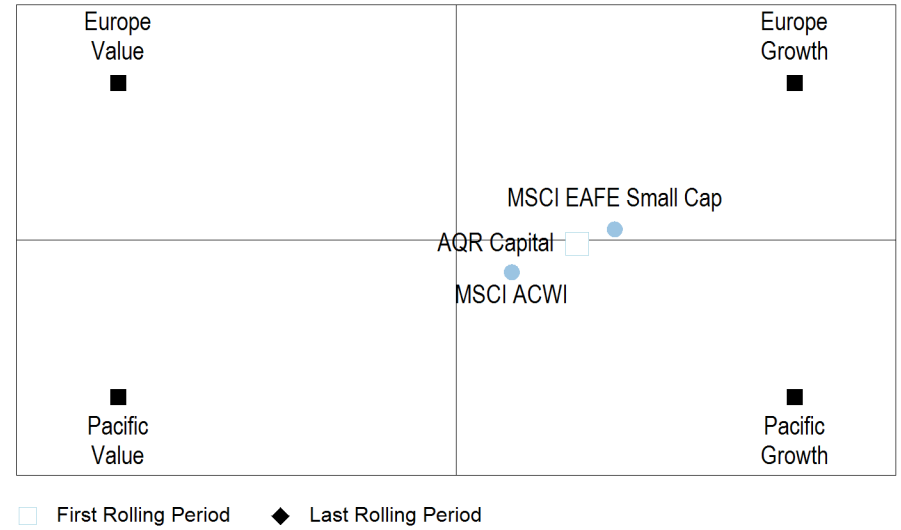 Europe
Value
Europe
Growth
MSCI EAFE Small Cap
AQR Capital
MSCI ACWI
Pacific
Value
Pacific
Growth
First Rolling Period
Last Rolling Period